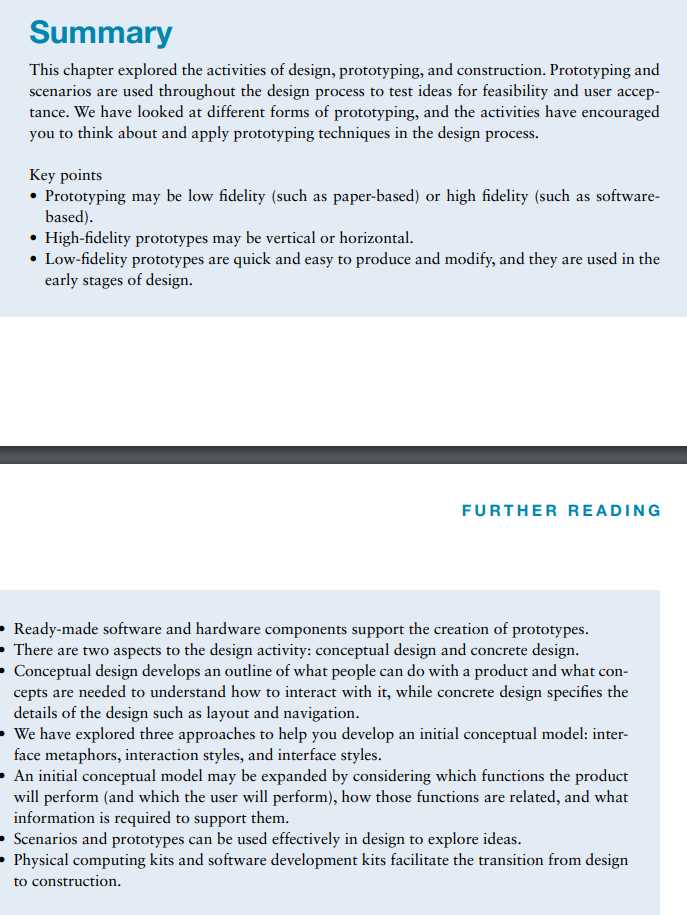 Summary
This chapter explored the activities of design, prototyping, and construction. Prototyping and
scenarios are used throughout the design process to test ideas for feasibility and user accep-
tance. We have looked at different forms of prototyping, and the activities have encouraged
you to think about and apply prototyping techniques in the design process.
Key points
• Prototyping may be low fidelity (such as paper-based) or high fidelity (such as software-
based).
• High-fidelity prototypes may be vertical or horizontal.
• Low-fidelity prototypes are quick and easy to produce and modify, and they are used in the
early stages of design.
FURTHER READING
• Ready-made software and hardware components support the creation of prototypes.
• There are two aspects to the design activity: conceptual design and concrete design.
• Conceptual design develops an outline of what people can do with a product and what con-
cepts are needed to understand how to interact with it, while concrete design specifies the
details of the design such as layout and navigation.
• We have explored three approaches to help you develop an initial conceptual model: inter-
face metaphors, interaction styles, and interface styles.
• An initial conceptual model may be expanded by considering which functions the product
will perform (and which the user will perform), how those functions are related, and what
information is required to support them.
• Scenarios and prototypes can be used effectively in design to explore ideas.
• Physical computing kits and software development kits facilitate the transition from design
to construction.